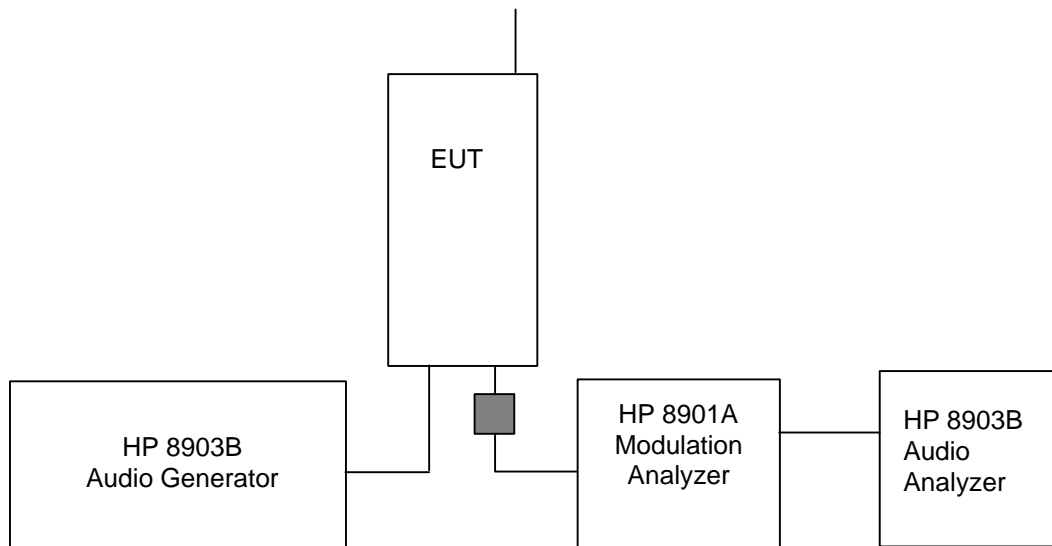 EUT
HP 8903B
Audio Generator
HP 8901A
Modulation
Analyzer
HP 8903B
Audio
Analyzer